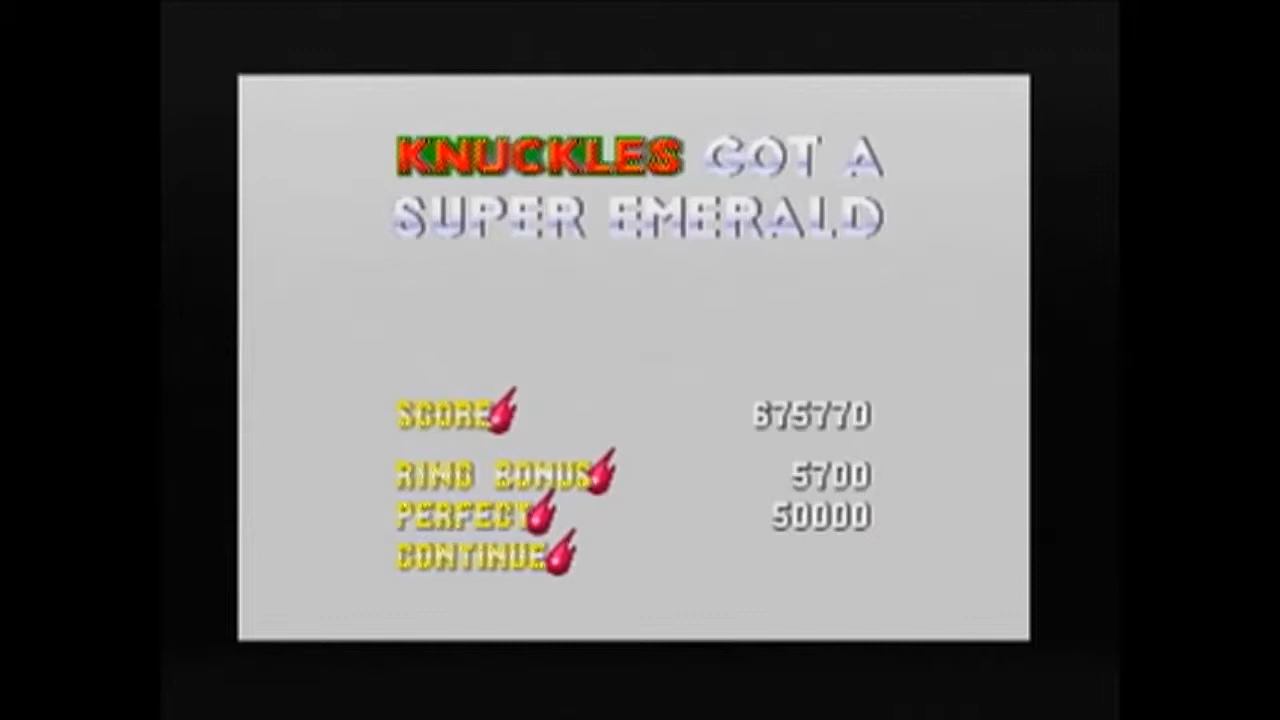 KNUCKLES GOT A
SUPER EMERALD
SCORE 675770
RING BONUS 5700
PERFECT 50000
CONTINUE